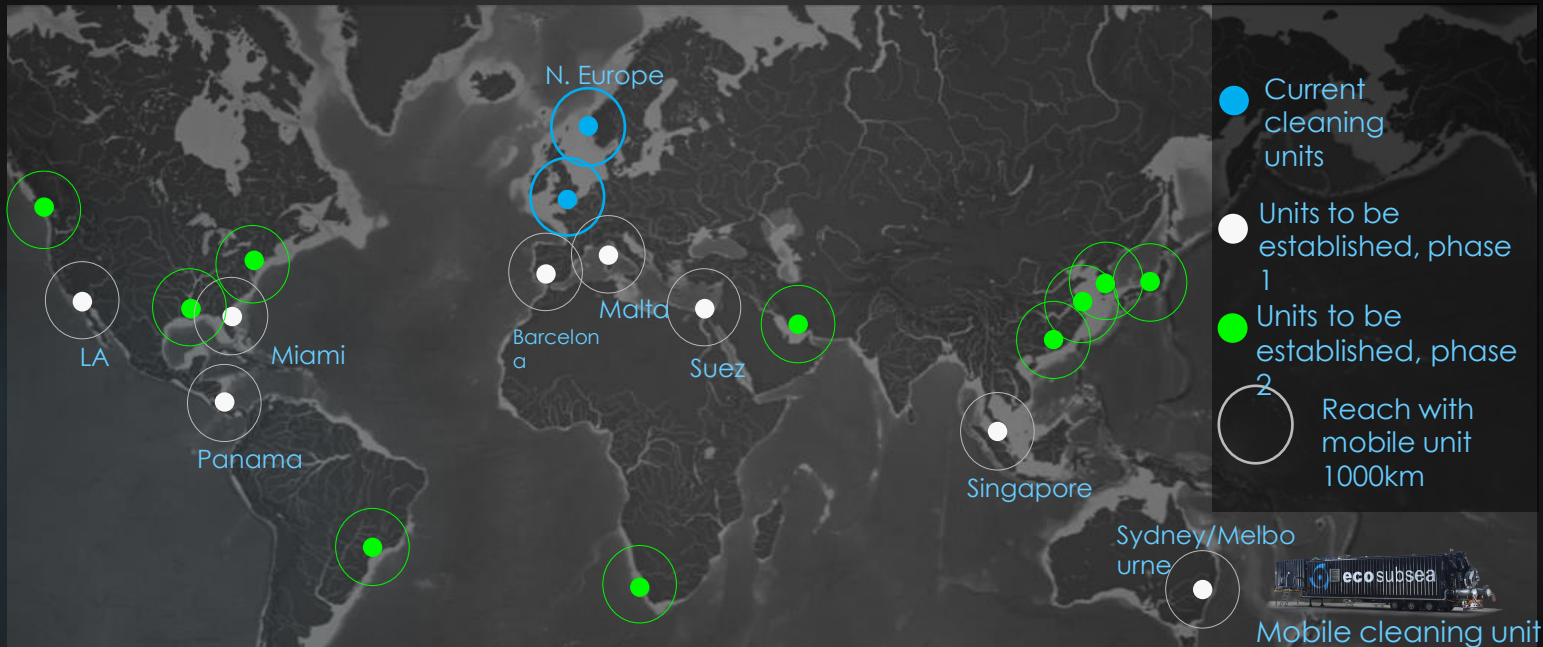 N. Europe
Current
cleaning
units
Units to be
established, phase
1
Malta
Units to be
established, phase
2
Barcelon
a
LA
Miami
Suez
Reach with
mobile unit
1000km
Panama
Singapore
Sydney/Melbo
urne
ecosubsea
Mobile cleaning unit